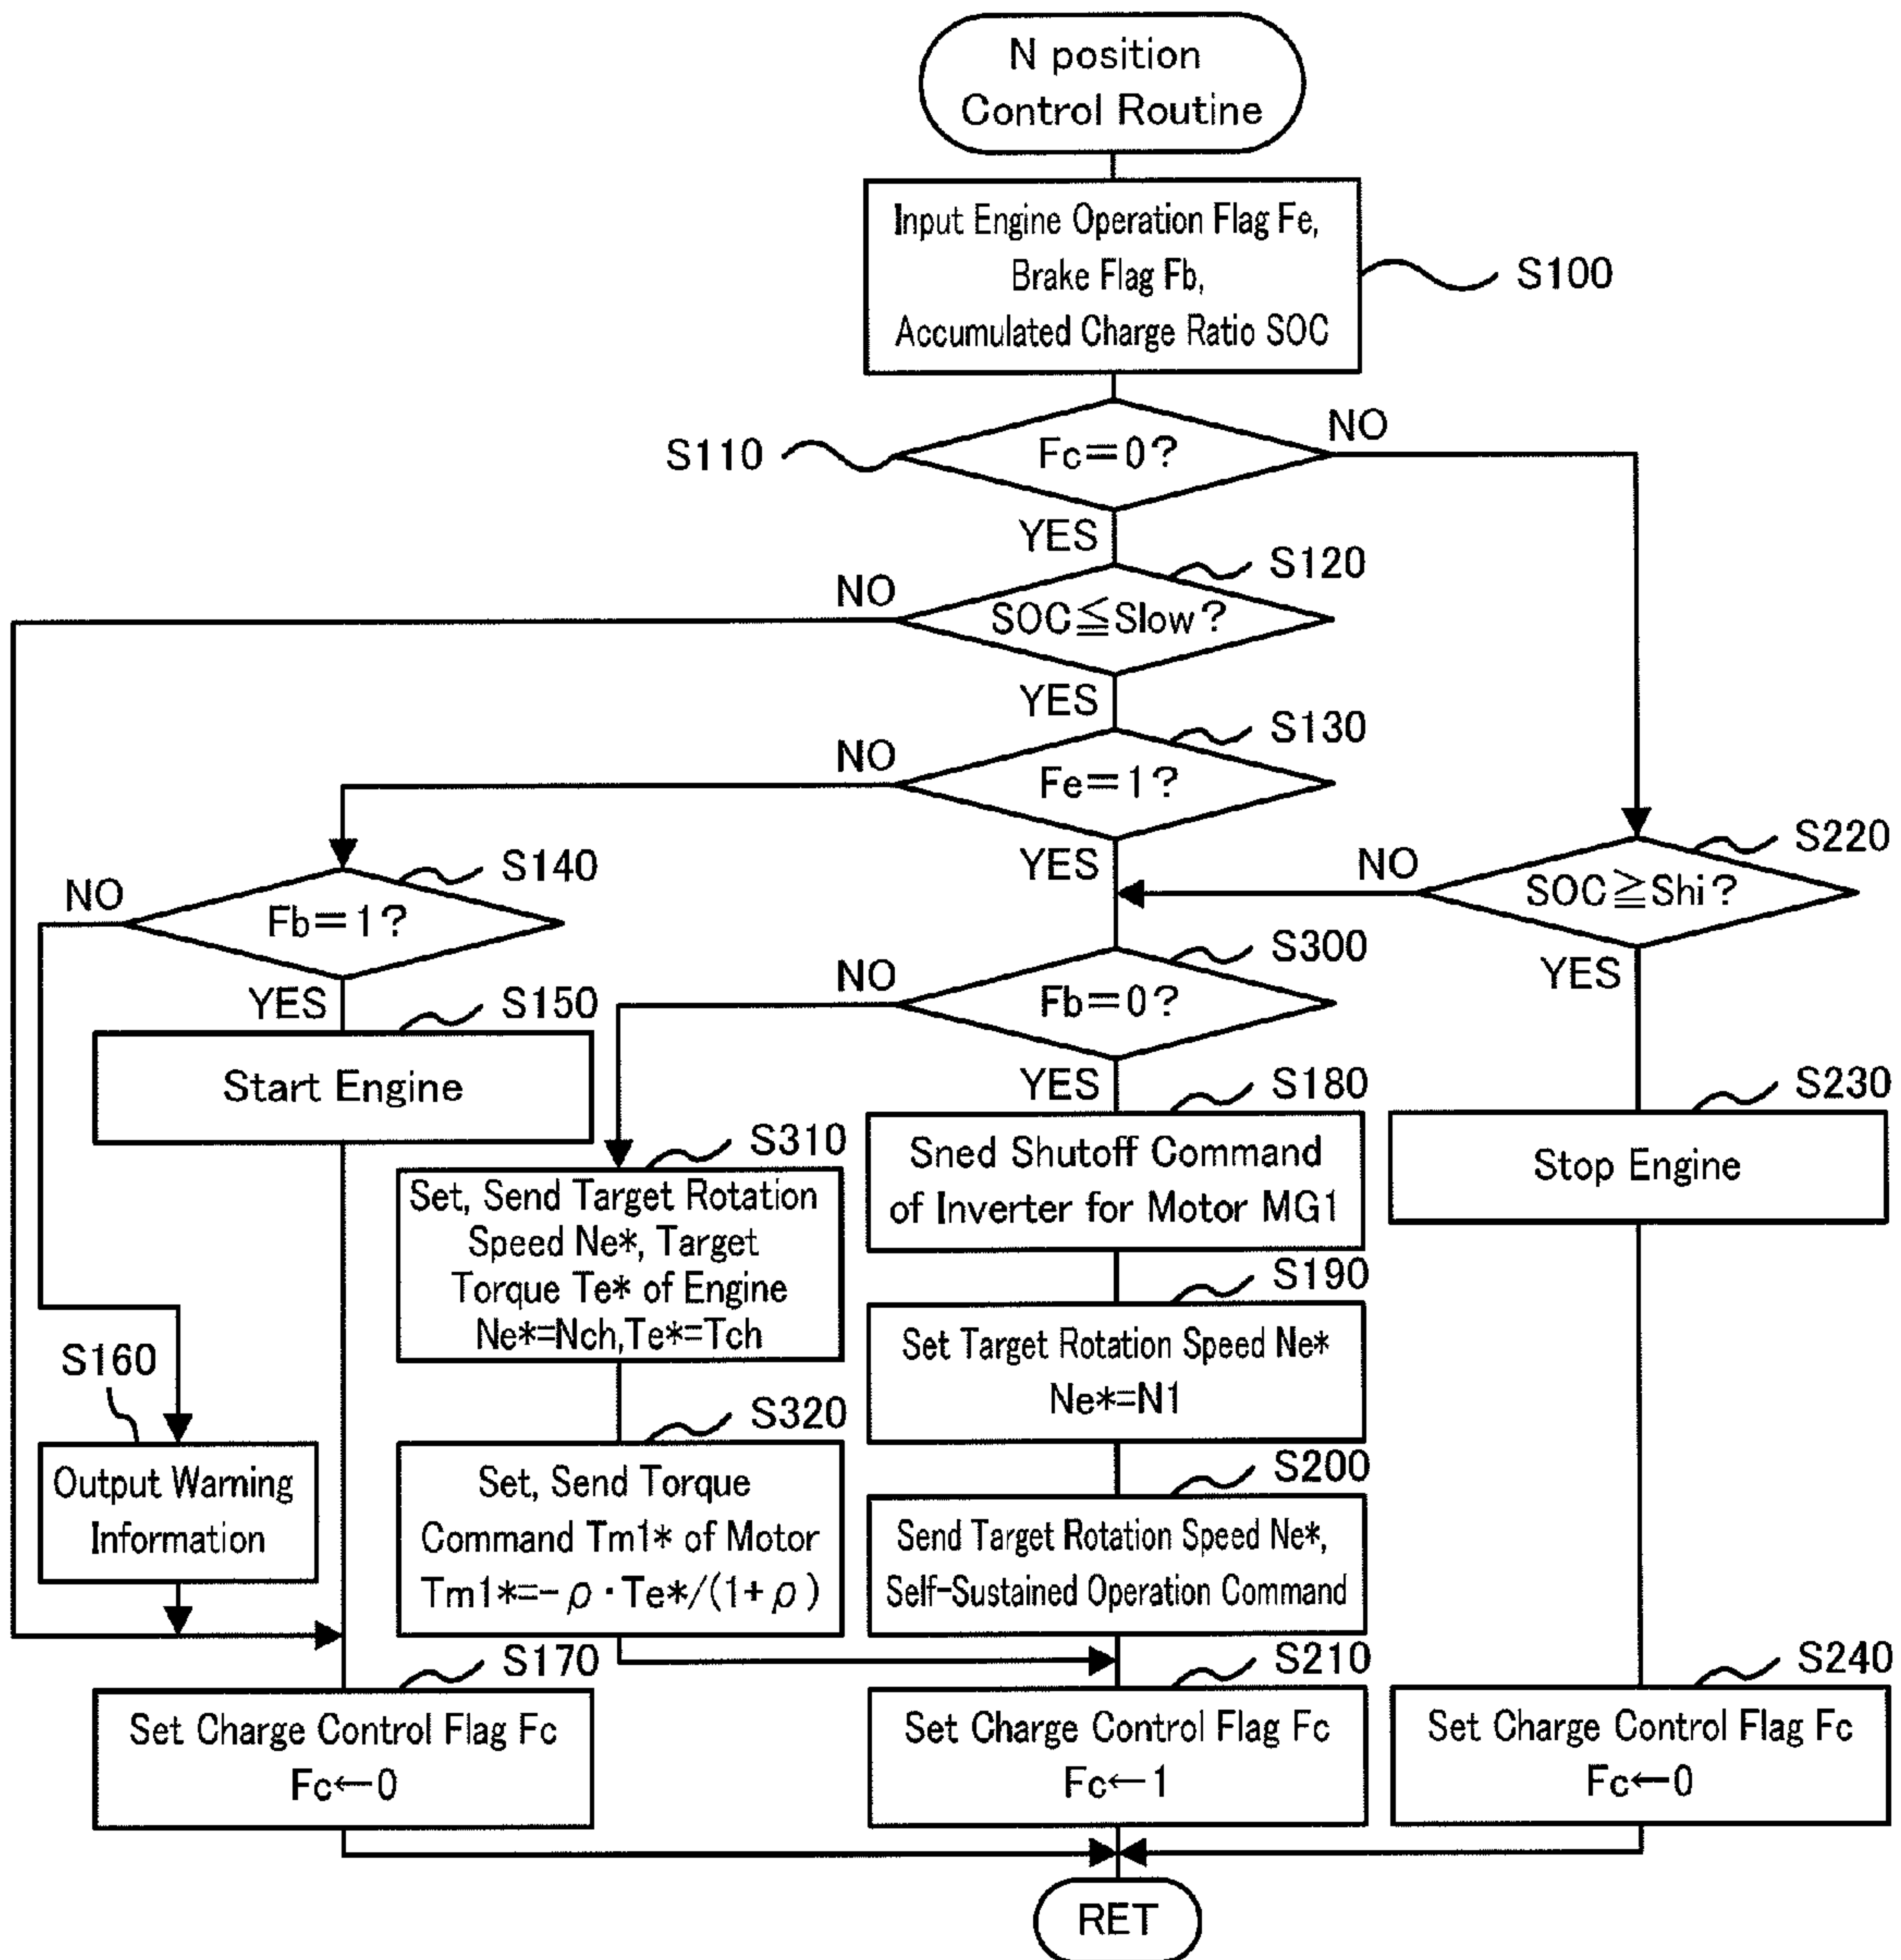 N position
Control Routine
Input Engine Operation Flag Fe,
Brake Flag Fb,
Accumulated Charge Ratio SOC
S100
S110
Fc=0?
NO
YES
S120
NO
SOC≦Slow?
YES
S130
NO
Fe=1?
YES
S220
NO
SOC≧Shi?
YES
S140
NO
Fb=1?
YES
S300
NO
Fb=0?
YES
S150
Start Engine
S180
Sned Shutoff Command
of Inverter for Motor MG1
S230
Stop Engine
S310
Set, Send Target Rotation
Speed Ne*, Target
Torque Te* of Engine
Ne*=Nch,Te*=Tch
S190
Set Target Rotation Speed Ne*
Ne*=N1
S160
Output Warning
Information
S320
Set, Send Torque
Command Tm1* of Motor
Tm1*=-ρ・Te*/(1+ρ)
S200
Send Target Rotation Speed Ne*,
Self-Sustained Operation Command
S170
Set Charge Control Flag Fc
Fc←0
S210
Set Charge Control Flag Fc
Fc←1
S240
Set Charge Control Flag Fc
Fc←0
RET